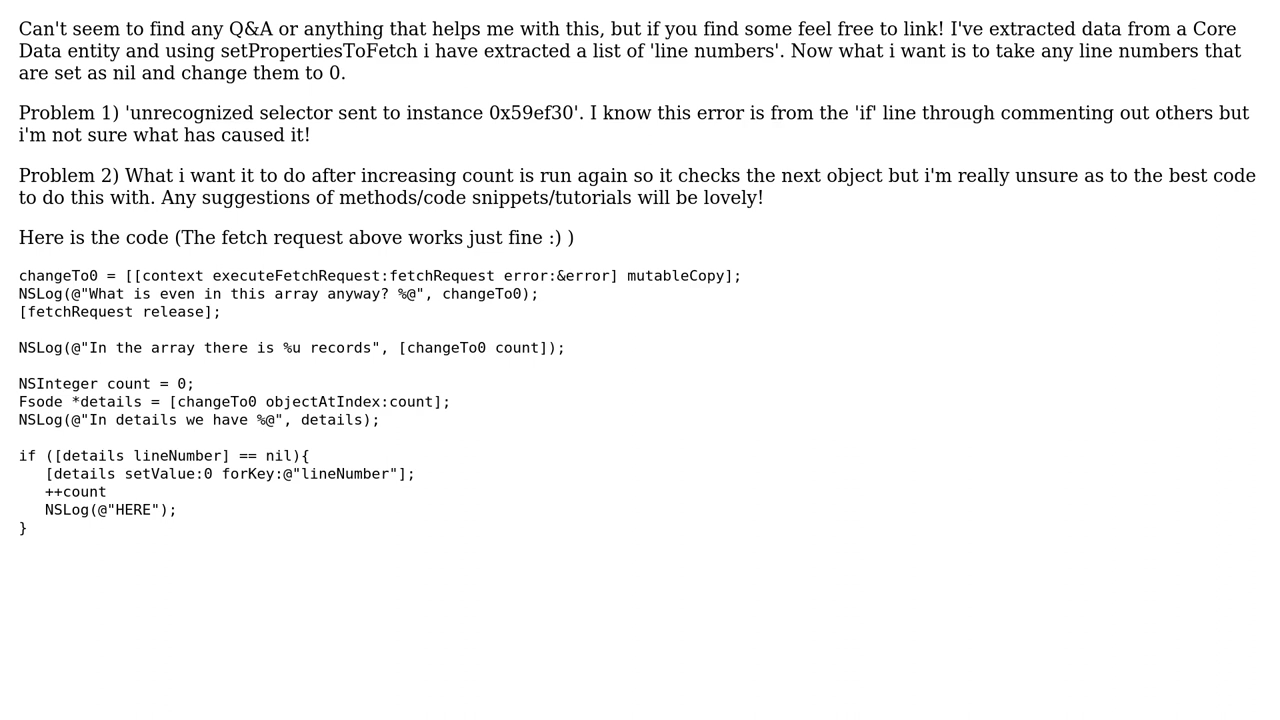 Can't seem to find any Q&A or anything that helps me with this, but if you find some feel free to link! I've extracted data from a Core
Data entity and using setPropertiesToFetch i have extracted a list of 'line numbers'. Now what i want is to take any line numbers that
are set as nil and change them to 0.
Problem 1) 'unrecognized selector sent to instance 0x59ef30'. I know this error is from the 'if' line through commenting out others but
i'm not sure what has caused it!
Problem 2) What i want it to do after increasing count is run again so it checks the next object but i'm really unsure as to the best code
to do this with. Any suggestions of methods/code snippets/tutorials will be lovely!
Here is the code (The fetch request above works just fine :) )
changeTo0 = [[context executeFetchRequest:fetchRequest error:&error] mutableCopy];
NSLog(@"What is even in this array anyway? %@", changeTo0);
[fetchRequest release];
NSLog(@"In the array there is %u records", [changeTo0 count]);
NSInteger count = 0;
Fsode *details = [changeTo0 objectAtIndex:count];
NSLog(@"In details we have %@", details);
if ([details lineNumber] == nil){
   [details setValue:0 forKey:@"lineNumber"];
   ++count
   NSLog(@"HERE");
}